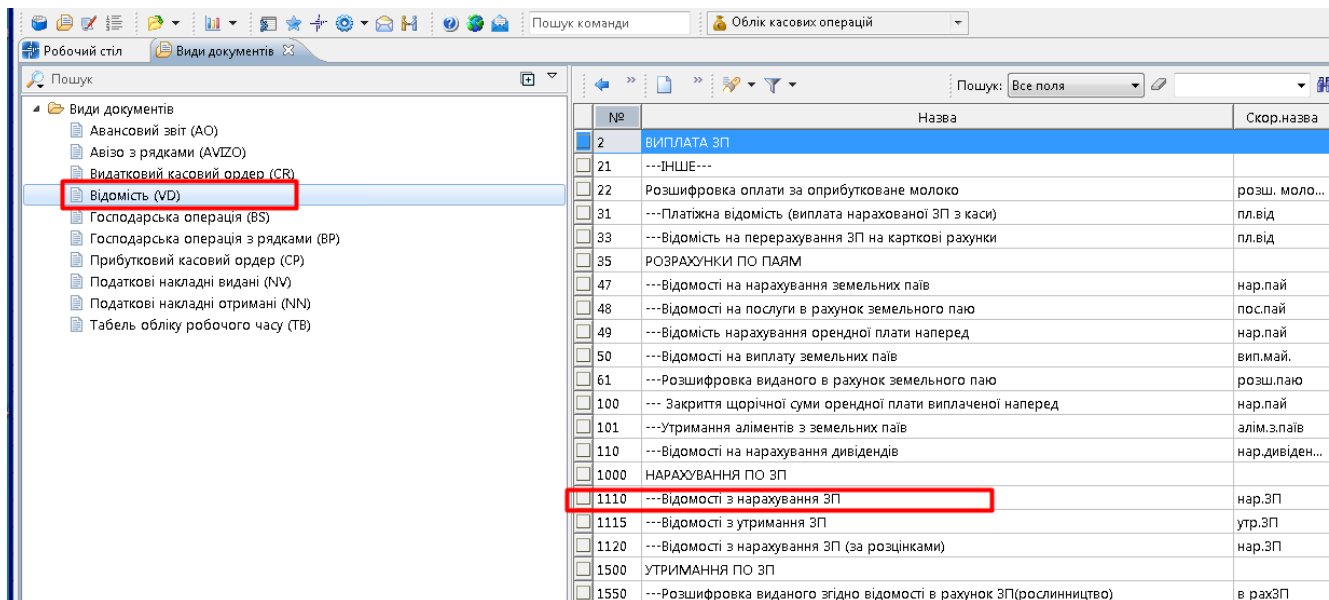 Пошук команди
Облік касових операцій
Робочий стіл
Види документів
Пошук
Види документів
Авансовий звіт (AO)
Авізо з рядками (AVIZO)
Видатковий касовий ордер (CR)
Відомість (VD)
Господарська операція (BS)
Господарська операція з рядками (BP)
Прибутковий касовий ордер (CP)
Податкові накладні видані (NV)
Податкові накладні отримані (NN)
Табель обліку робочого часу (TB)
Пошук: Все поля
№ Назва Скор.назва
2 ВИПЛАТА ЗП
21 ---ІНШЕ---
22 Розшифровка оплати за оприбутковане молоко розш. моло...
31 ---Платіжна відомість (виплата нарахованої ЗП з каси) пл.від
33 ---Відомість на перерахування ЗП на карткові рахунки пл.від
35 РОЗРАХУНКИ ПО ПАЯМ
47 ---Відомості на нарахування земельних паїв нар.пай
48 ---Відомості на послуги в рахунок земельного паю пос.пай
49 ---Відомість нарахування орендної плати наперед нар.пай
50 ---Відомості на виплату земельних паїв вип.май.
61 ---Розшифровка виданого в рахунок земельного паю розш.паю
100 --- Закриття щорічної суми орендної плати виплаченої наперед нар.пай
101 ---Утримання аліментів з земельних паїв алім.з.паїв
110 ---Відомості на нарахування дивідендів нар.дивіден...
1000 НАРАХУВАННЯ ПО ЗП
1110 ---Відомості з нарахування ЗП нар.ЗП
1115 ---Відомості з утримання ЗП утр.ЗП
1120 ---Відомості з нарахування ЗП (за розцінками) нар.ЗП
1500 УТРИМАННЯ ПО ЗП
1550 ---Розшифровка виданого згідно відомості в рахунок ЗП(рослинництво) в рахЗП